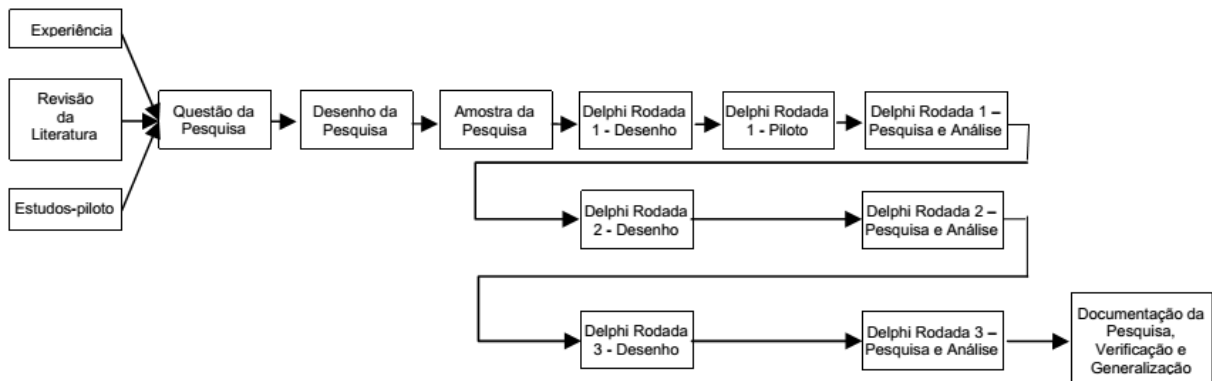 Experiência
Revisão
da
Literatura
Estudos-piloto
Questão da
Pesquisa
Desenho da
Pesquisa
Amostra da
Pesquisa
Delphi Rodada
1 - Desenho
Delphi Rodada
1 - Piloto
Delphi Rodada 1 –
Pesquisa e Análise
Delphi Rodada
2 - Desenho
Delphi Rodada 2 –
Pesquisa e Análise
Delphi Rodada
3 - Desenho
Delphi Rodada 3 –
Pesquisa e Análise
Documentação da
Pesquisa,
Verificação e
Generalização